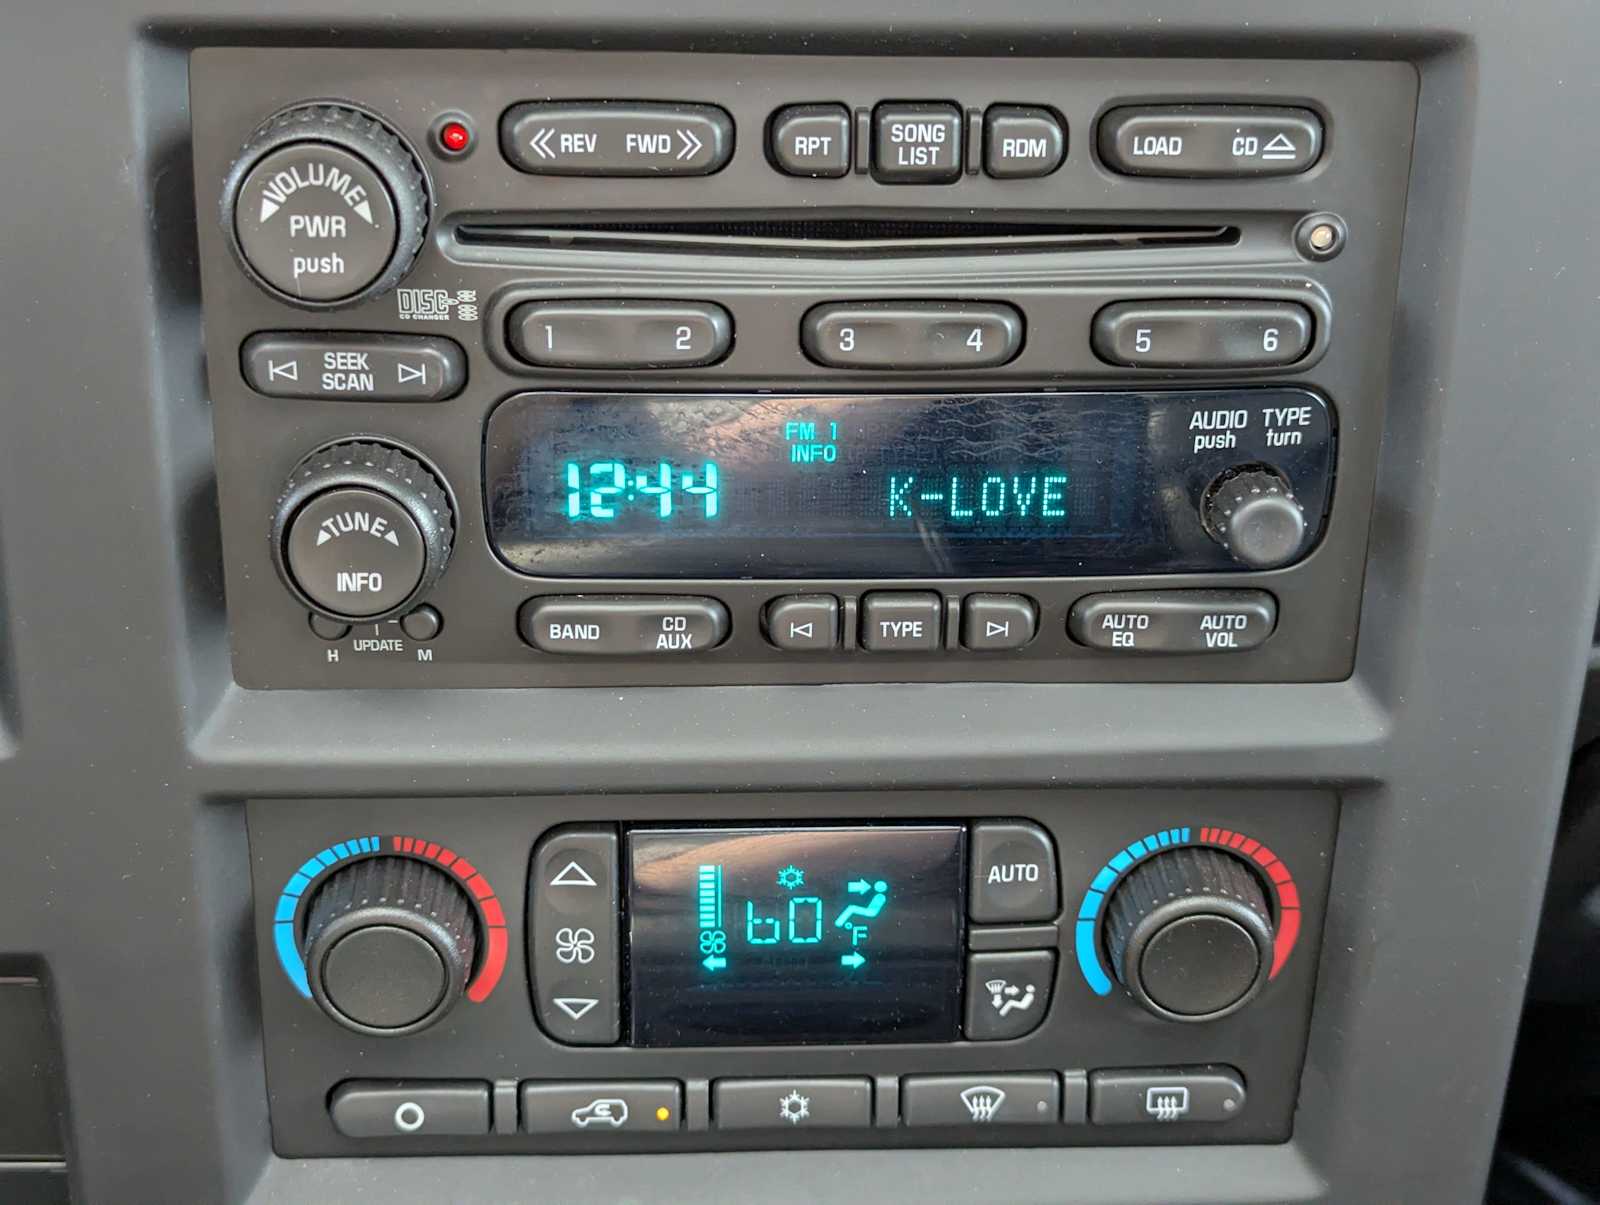 VOLUME
PWR
push
REV FWD
RPT
SONG
LIST
RDM
LOAD CD
DISC
CD CHANGER
1 2 3 4 5 6
SEEK
SCAN
FM 1
INFO
12:44
K-LOVE
AUDIO TYPE
push turn
TUNE
INFO
H UPDATE M
BAND
CD
AUX
TYPE
AUTO
EQ
AUTO
VOL
60
°F
AUTO